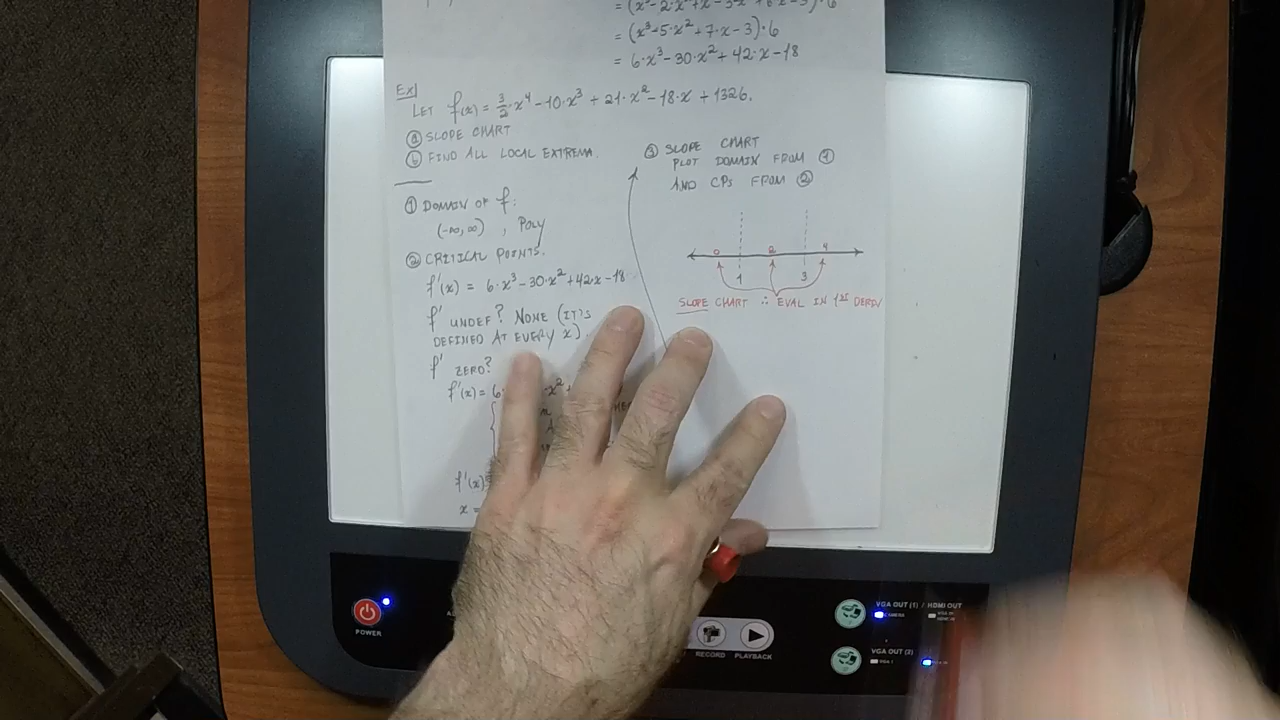 = (x³-5·x²+7·x-3)·6
= 6·x³-30·x²+42·x-18
Ex|
LET f(x) = 3/2·x⁴-10·x³+21·x²-18·x+1326.
ⓐ SLOPE CHART
ⓑ FIND ALL LOCAL EXTREMA.
① DOMAIN OF f:
(-∞,∞), POLY
② CRITICAL POINTS.
f'(x) = 6·x³-30·x²+42·x-18
f' UNDEF? NONE (IT'S
DEFINED AT EVERY x)
f' ZERO?
f'(x) = 6
f'(x)
x =
③ SLOPE CHART
PLOT DOMAIN FROM ①
AND CPs FROM ②
0 2 4
1 3
SLOPE CHART ∴ EVAL IN 1ST DERIV
POWER
RECORD
PLAYBACK
VGA OUT (1) / HDMI OUT
VGA OUT (2)